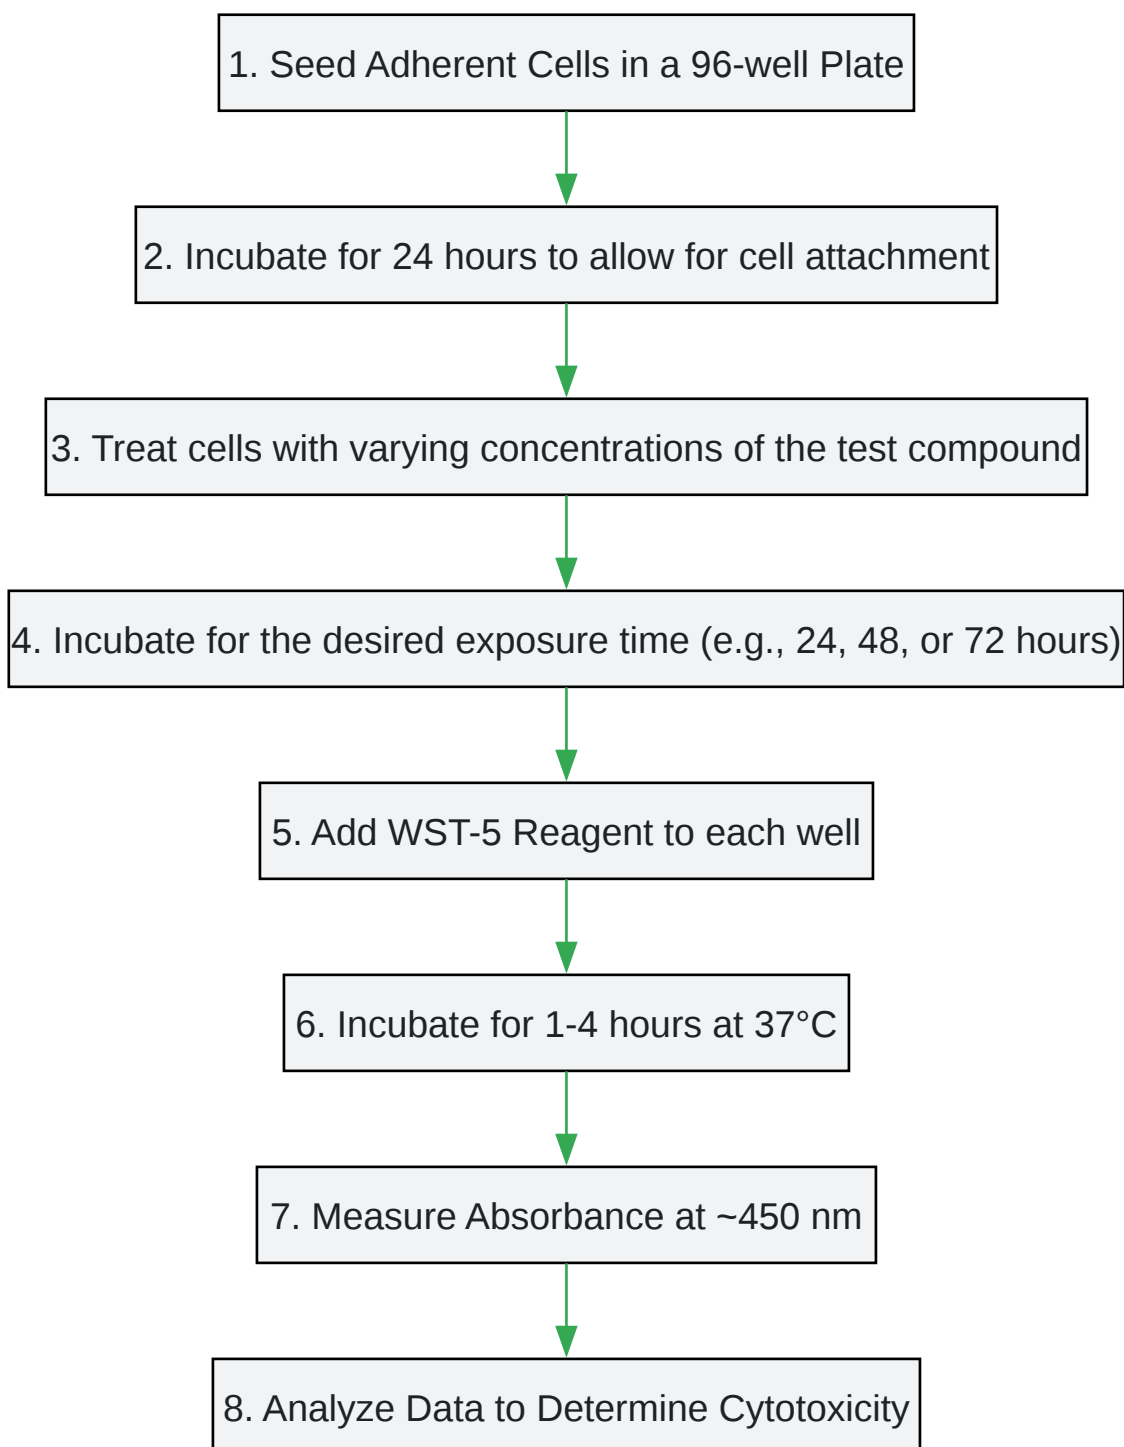 1. Seed Adherent Cells in a 96-well Plate
2. Incubate for 24 hours to allow for cell attachment
3. Treat cells with varying concentrations of the test compound
4. Incubate for the desired exposure time (e.g., 24, 48, or 72 hours)
5. Add WST-5 Reagent to each well
6. Incubate for 1-4 hours at 37°C
7. Measure Absorbance at ~450 nm
8. Analyze Data to Determine Cytotoxicity